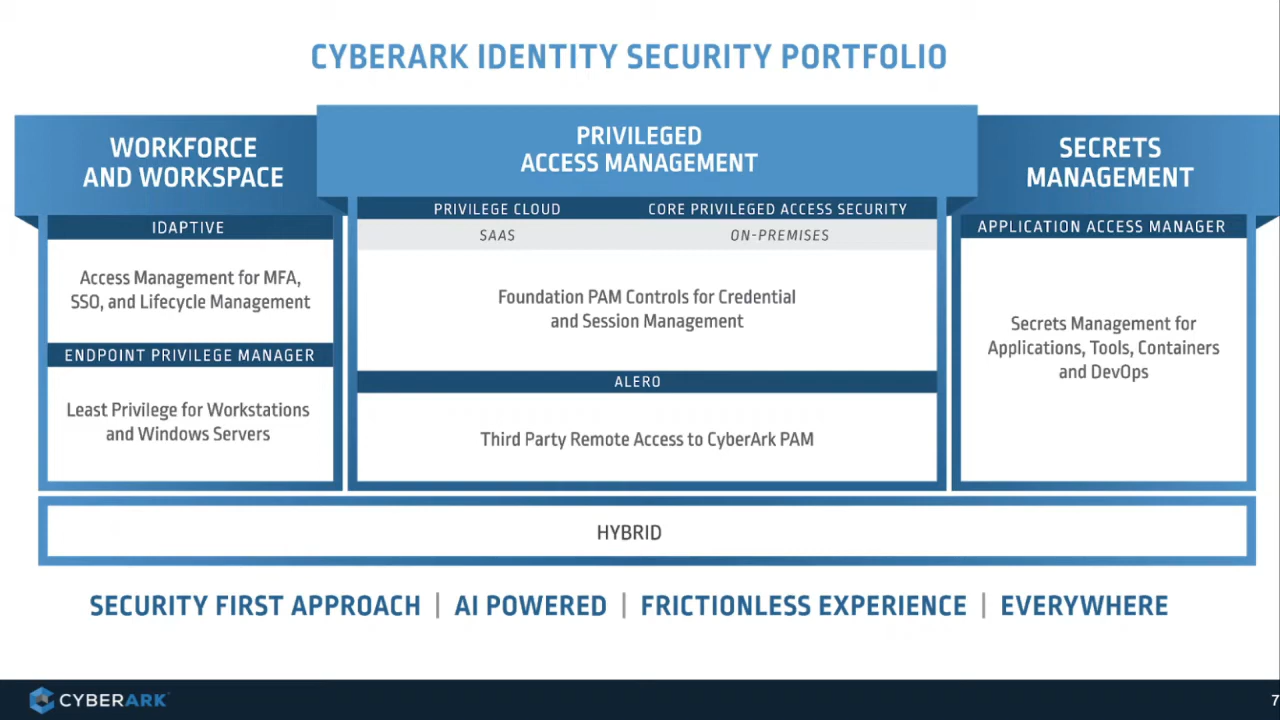 CYBERARK IDENTITY SECURITY PORTFOLIO
WORKFORCE
AND WORKSPACE
IDAPTIVE
Access Management for MFA,
SSO, and Lifecycle Management
ENDPOINT PRIVILEGE MANAGER
Least Privilege for Workstations
and Windows Servers
PRIVILEGED
ACCESS MANAGEMENT
PRIVILEGE CLOUD
CORE PRIVILEGED ACCESS SECURITY
SAAS
ON-PREMISES
Foundation PAM Controls for Credential
and Session Management
ALERO
Third Party Remote Access to CyberArk PAM
SECRETS
MANAGEMENT
APPLICATION ACCESS MANAGER
Secrets Management for
Applications, Tools, Containers
and DevOps
HYBRID
SECURITY FIRST APPROACH | AI POWERED | FRICTIONLESS EXPERIENCE | EVERYWHERE
CYBERARK
7